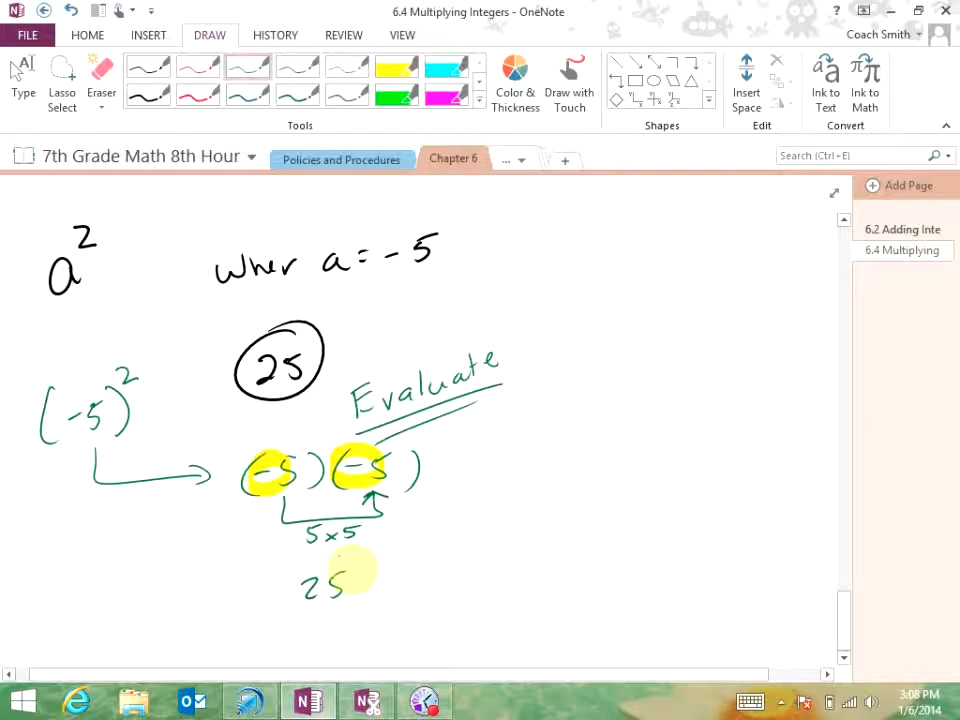 6.4 Multiplying Integers - OneNote
FILE HOME INSERT DRAW HISTORY REVIEW VIEW
Coach Smith
Type
Lasso Select
Eraser
Color & Thickness
Draw with Touch
Insert Space
Ink to Text
Ink to Math
Tools
Shapes
Edit
Convert
7th Grade Math 8th Hour
Policies and Procedures
Chapter 6
...
Search (Ctrl+E)
Add Page
6.2 Adding Inte
6.4 Multiplying
a² wher a = -5
25
Evaluate
(-5)²
(-5)(-5)
5×5
25
3:08 PM
1/6/2014